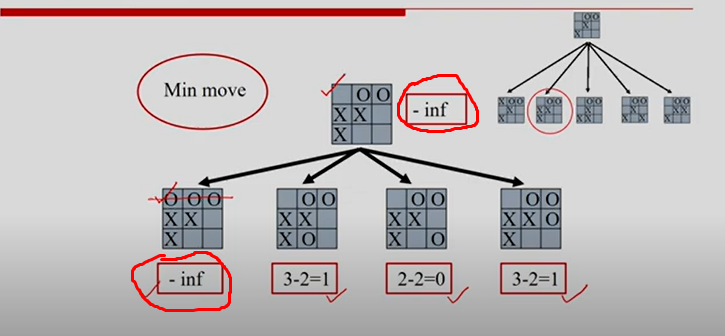 Min move
O O
X X
X
- inf
O O O
X X
X
- inf
O O
X X
X O
3-2=1
O O
X X
X O
2-2=0
O O
X X O
X
3-2=1